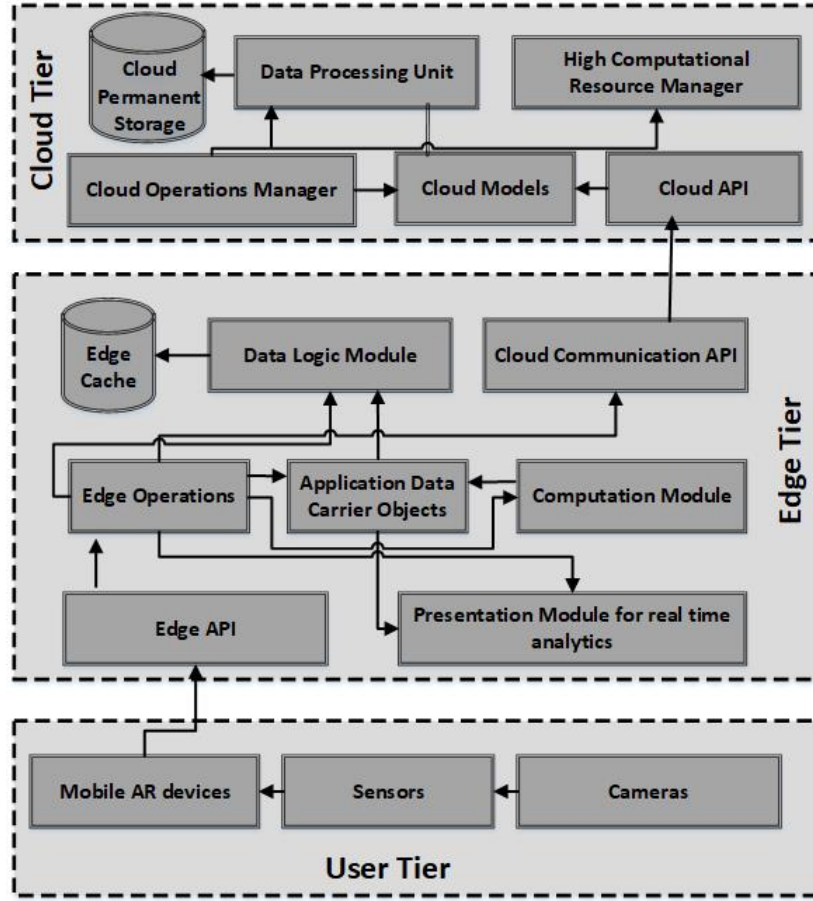 Cloud Tier
Cloud
Permanent
Storage
Data Processing Unit
High Computational
Resource Manager
Cloud Operations Manager
Cloud Models
Cloud API
Edge Tier
Edge
Cache
Data Logic Module
Cloud Communication API
Edge Operations
Application Data
Carrier Objects
Computation Module
Edge API
Presentation Module for real time
analytics
Mobile AR devices
Sensors
Cameras
User Tier